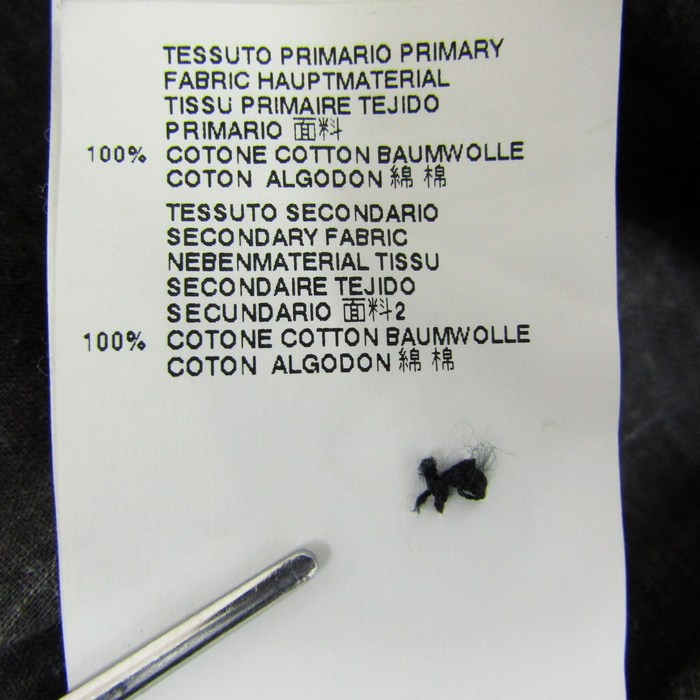 TESSUTO PRIMARIO PRIMARY
FABRIC HAUPTMATERIAL
TISSU PRIMAIRE TEJIDO
PRIMARIO 面料
100% COTONE COTTON BAUMWOLLE
COTON ALGODON 綿 棉
TESSUTO SECONDARIO
SECONDARY FABRIC
NEBENMATERIAL TISSU
SECONDAIRE TEJIDO
SECUNDARIO 面料2
100% COTONE COTTON BAUMWOLLE
COTON ALGODON 綿 棉